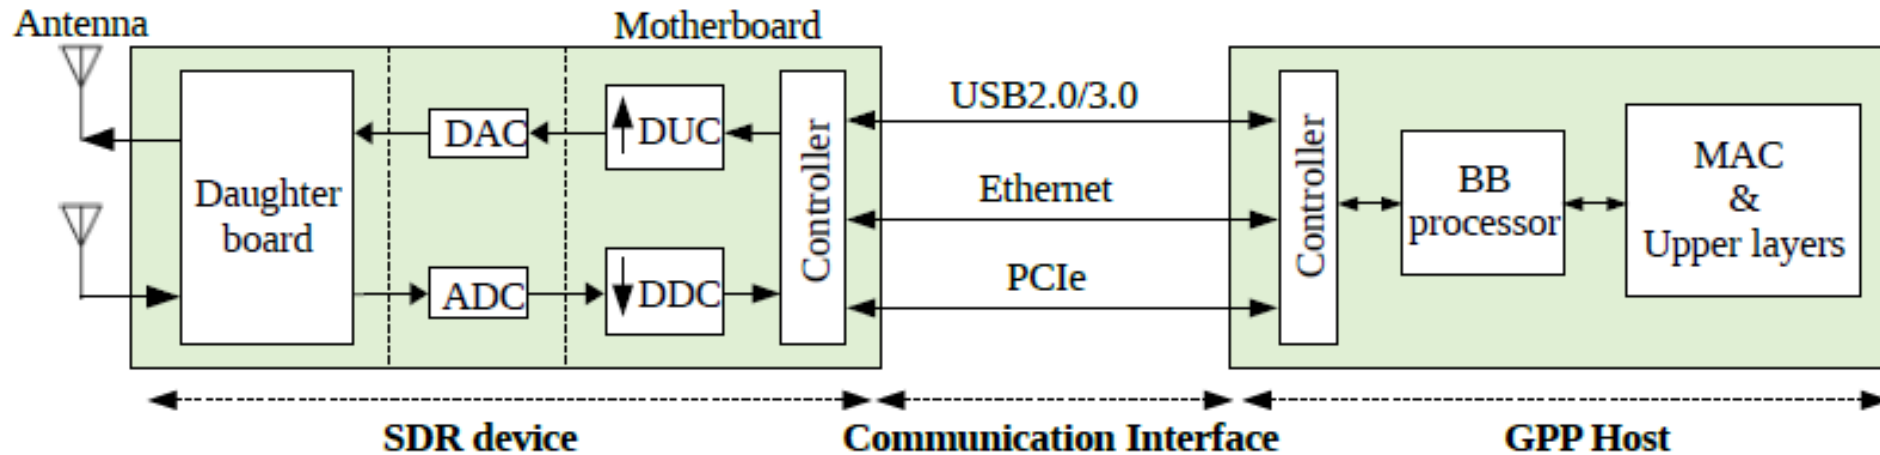 Antenna
Motherboard
Daughter
board
DAC
DUC
ADC
DDC
Controller
USB2.0/3.0
Ethernet
PCIe
Controller
BB
processor
MAC
&
Upper layers
SDR device
Communication Interface
GPP Host